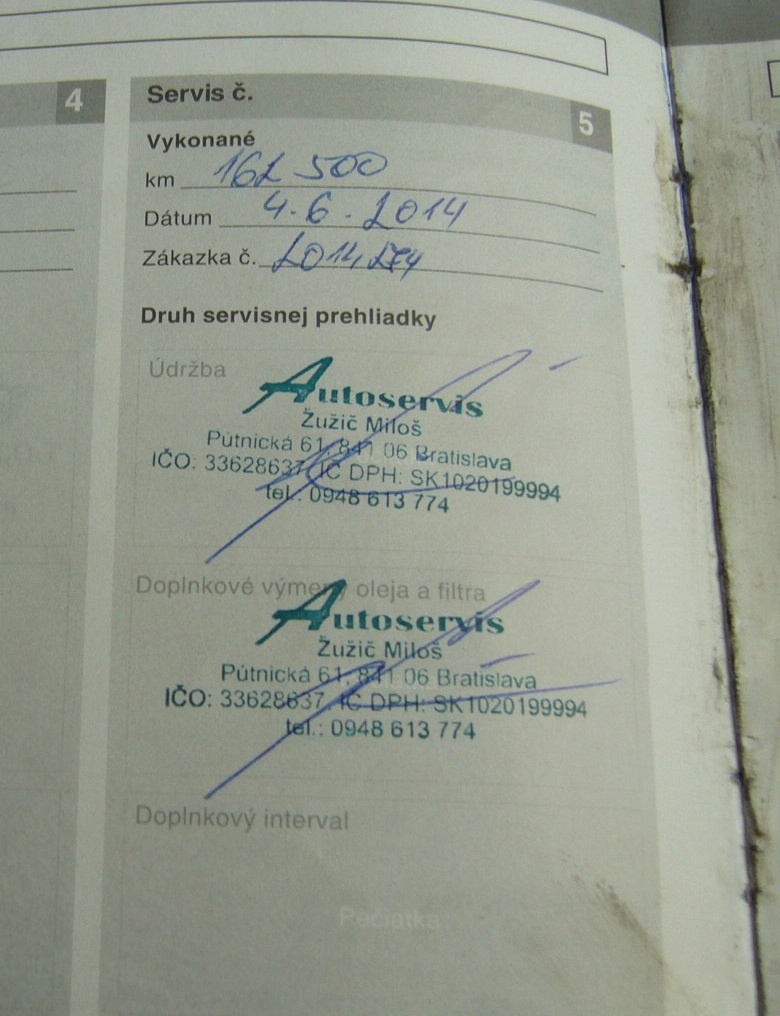 4
Servis č.
5
Vykonané
km 162 500
Dátum 4.6.2014
Zákazka č. 2014274
Druh servisnej prehliadky
Údržba
Autoservis
Žužič Miloš
Pútnická 61, 841 06 Bratislava
IČO: 33628637, IČ DPH: SK1020199994
tel.: 0948 613 774
Doplnkové výmeny oleja a filtra
Autoservis
Žužič Miloš
Pútnická 61, 841 06 Bratislava
IČO: 33628637, IČ DPH: SK1020199994
tel.: 0948 613 774
Doplnkový interval
Pečiatka